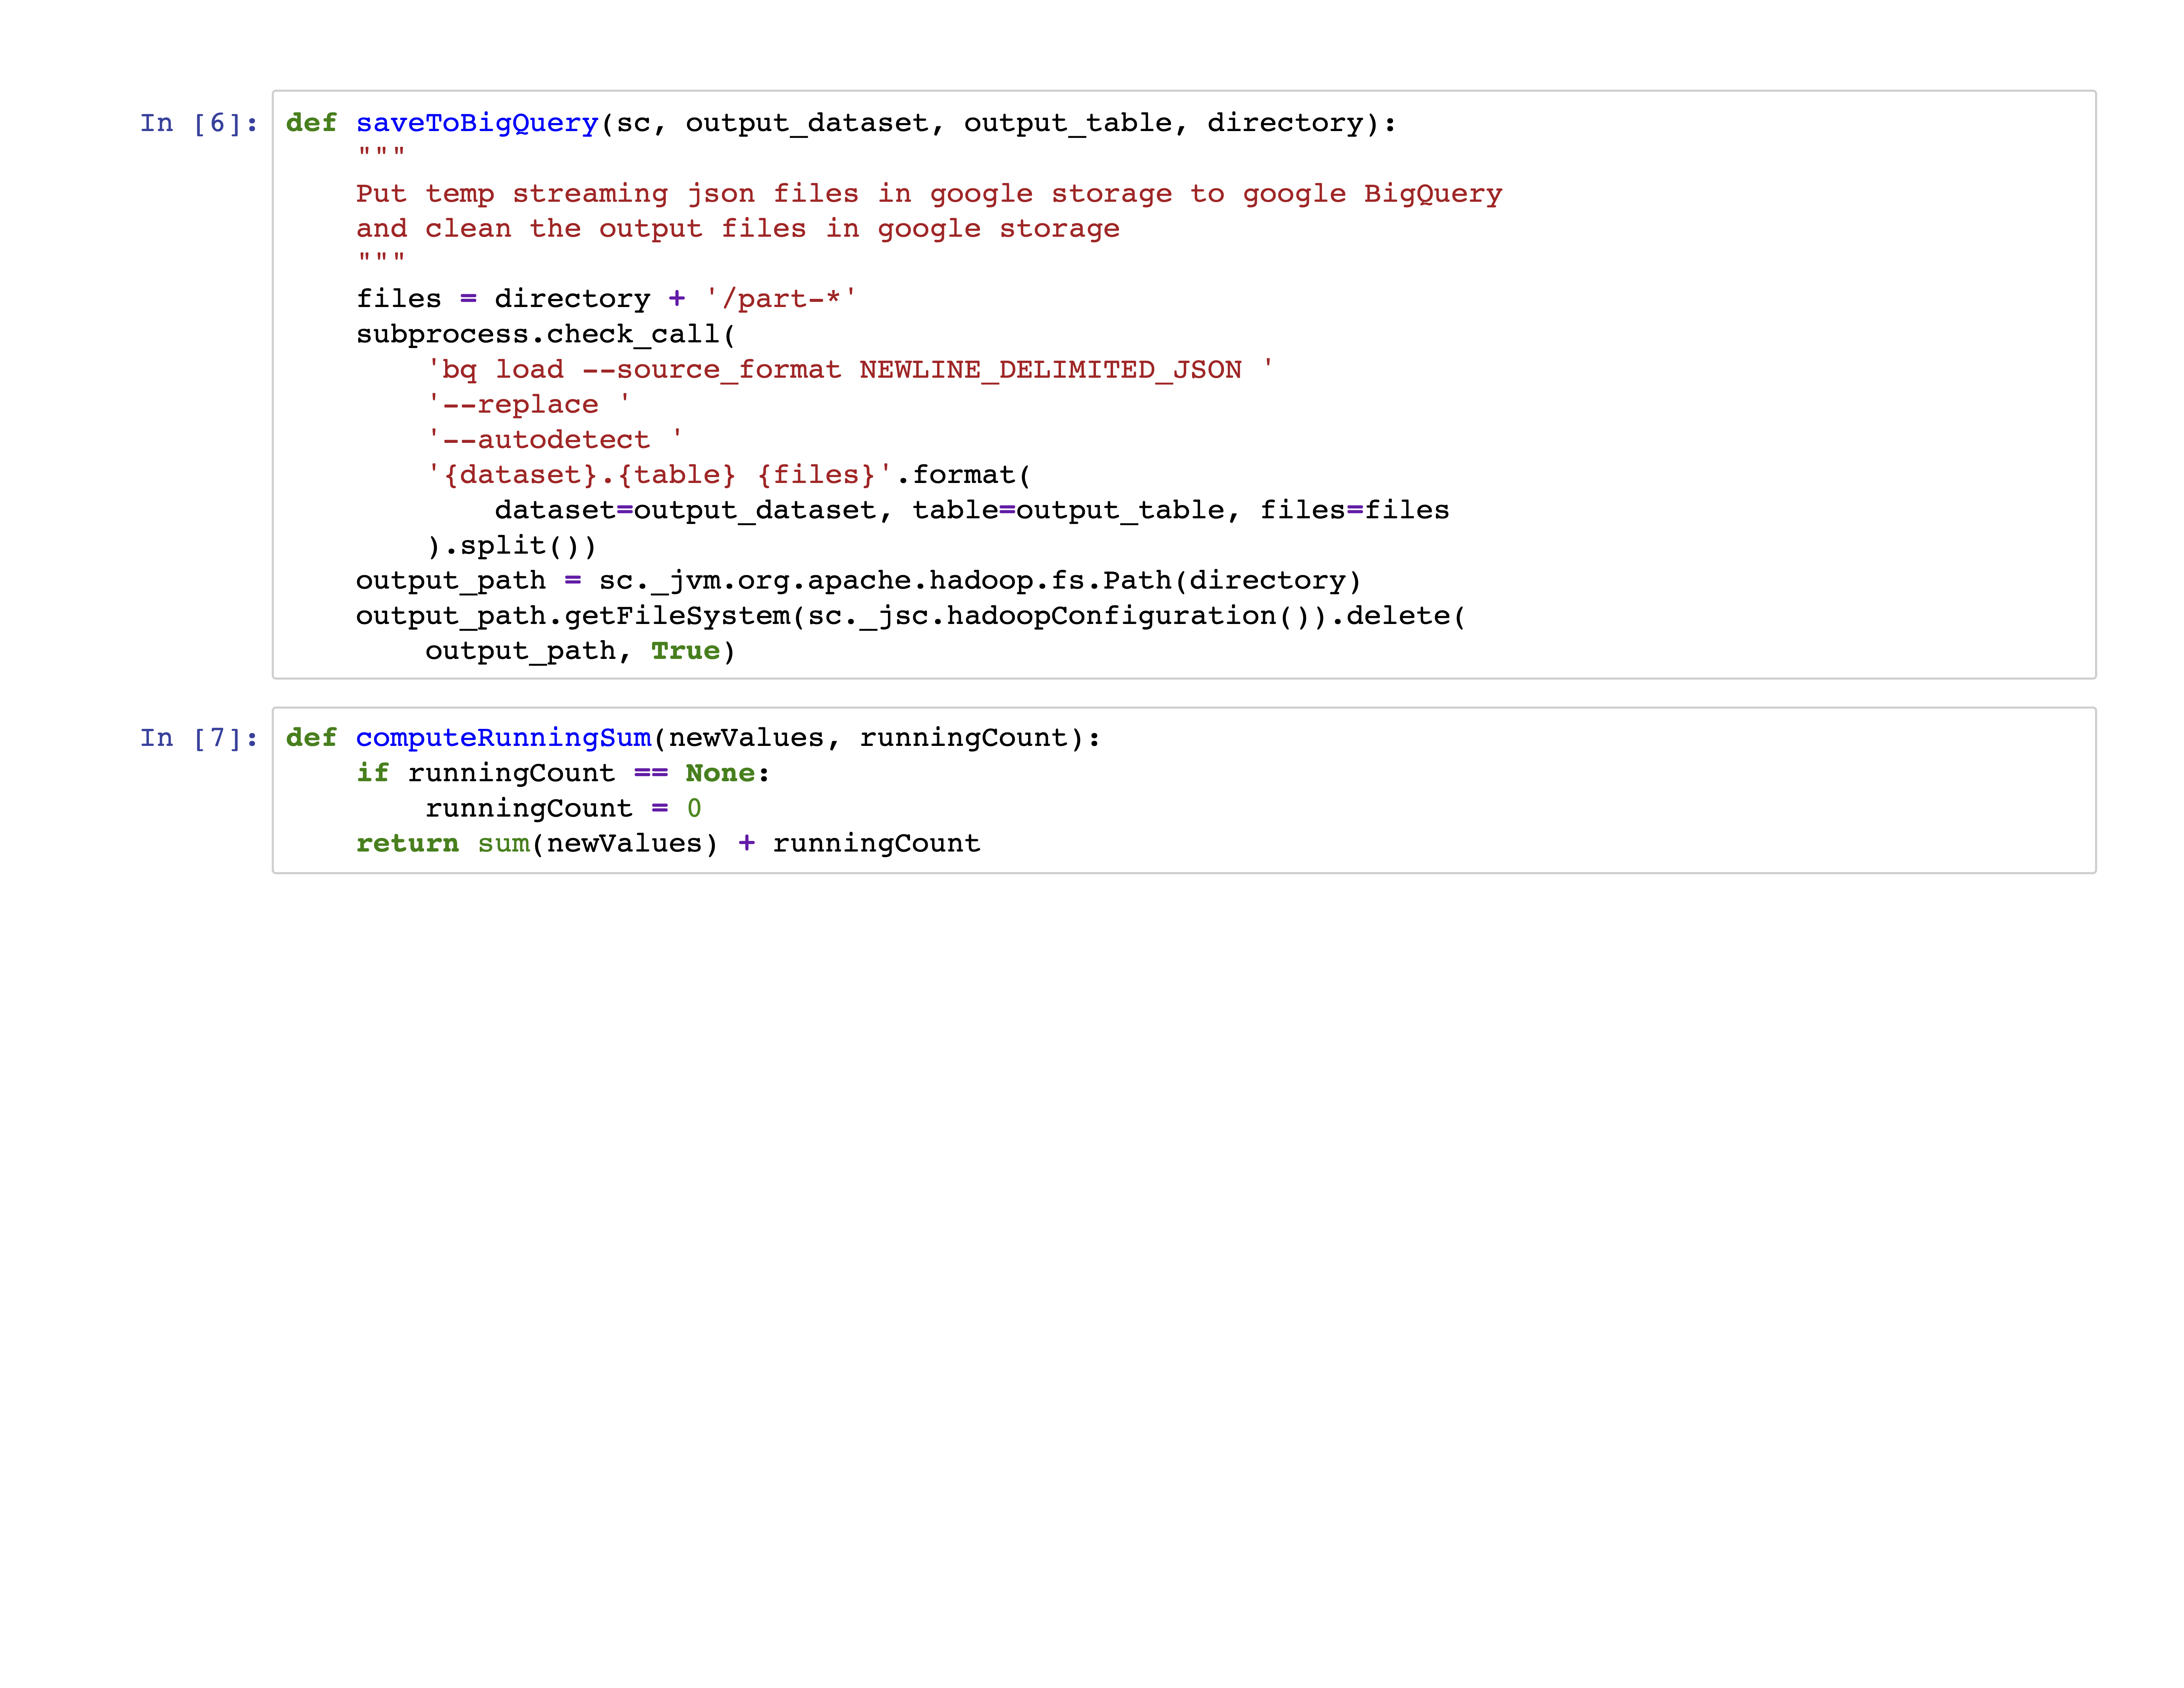 In [6]: def saveToBigQuery(sc, output_dataset, output_table, directory):
    """
    Put temp streaming json files in google storage to google BigQuery
    and clean the output files in google storage
    """
    files = directory + '/part-*'
    subprocess.check_call(
        'bq load --source_format NEWLINE_DELIMITED_JSON '
        '--replace '
        '--autodetect '
        '{dataset}.{table} {files}'.format(
            dataset=output_dataset, table=output_table, files=files
        ).split())
    output_path = sc._jvm.org.apache.hadoop.fs.Path(directory)
    output_path.getFileSystem(sc._jsc.hadoopConfiguration()).delete(
        output_path, True)
In [7]: def computeRunningSum(newValues, runningCount):
    if runningCount == None:
        runningCount = 0
    return sum(newValues) + runningCount